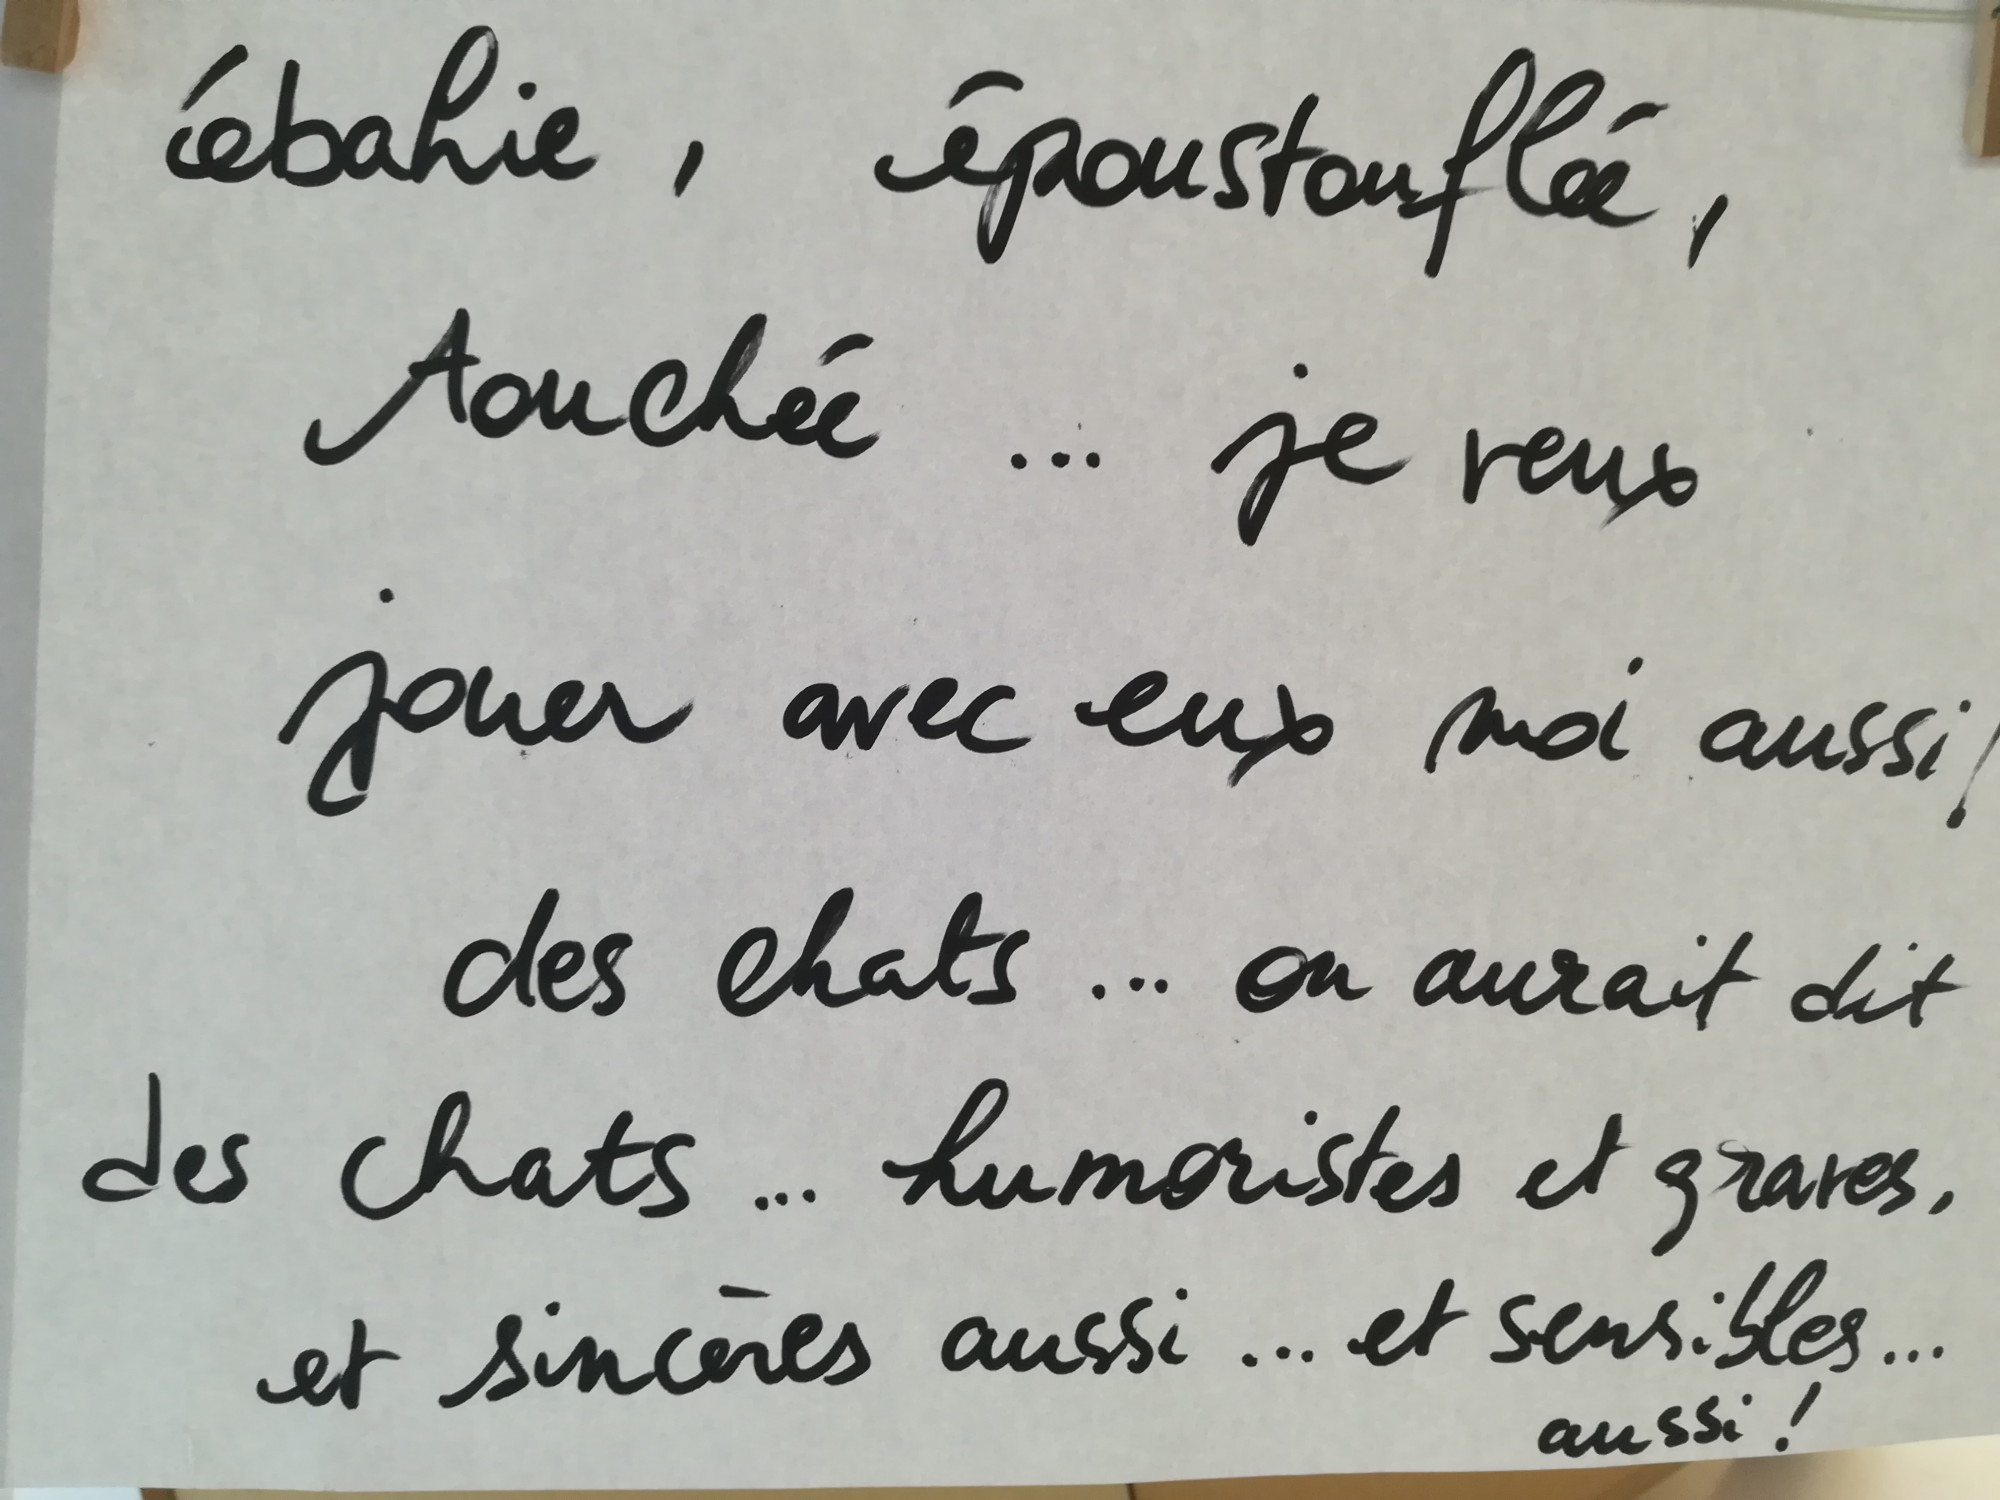 ébahie, époustouflée,
touchée ... je veux
jouer avec eux moi aussi!
des chats ... on aurait dit
des chats ... humoristes et graves,
et sincères aussi ... et sensibles ...
aussi!